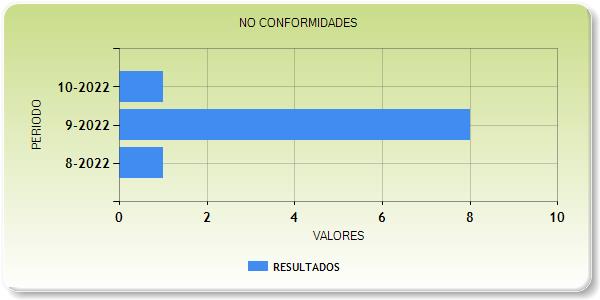 NO CONFORMIDADES
PERIODO
10-2022
9-2022
8-2022
0 2 4 6 8 10
VALORES
RESULTADOS